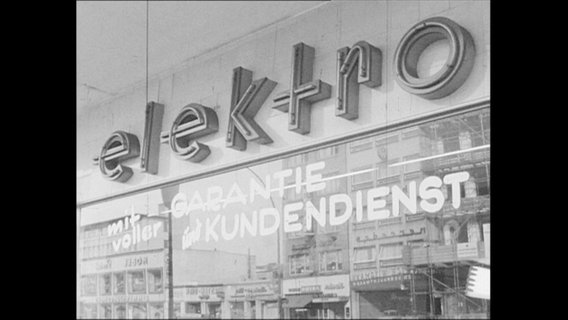 elektro
mit voller GARANTIE
und KUNDENDIENST